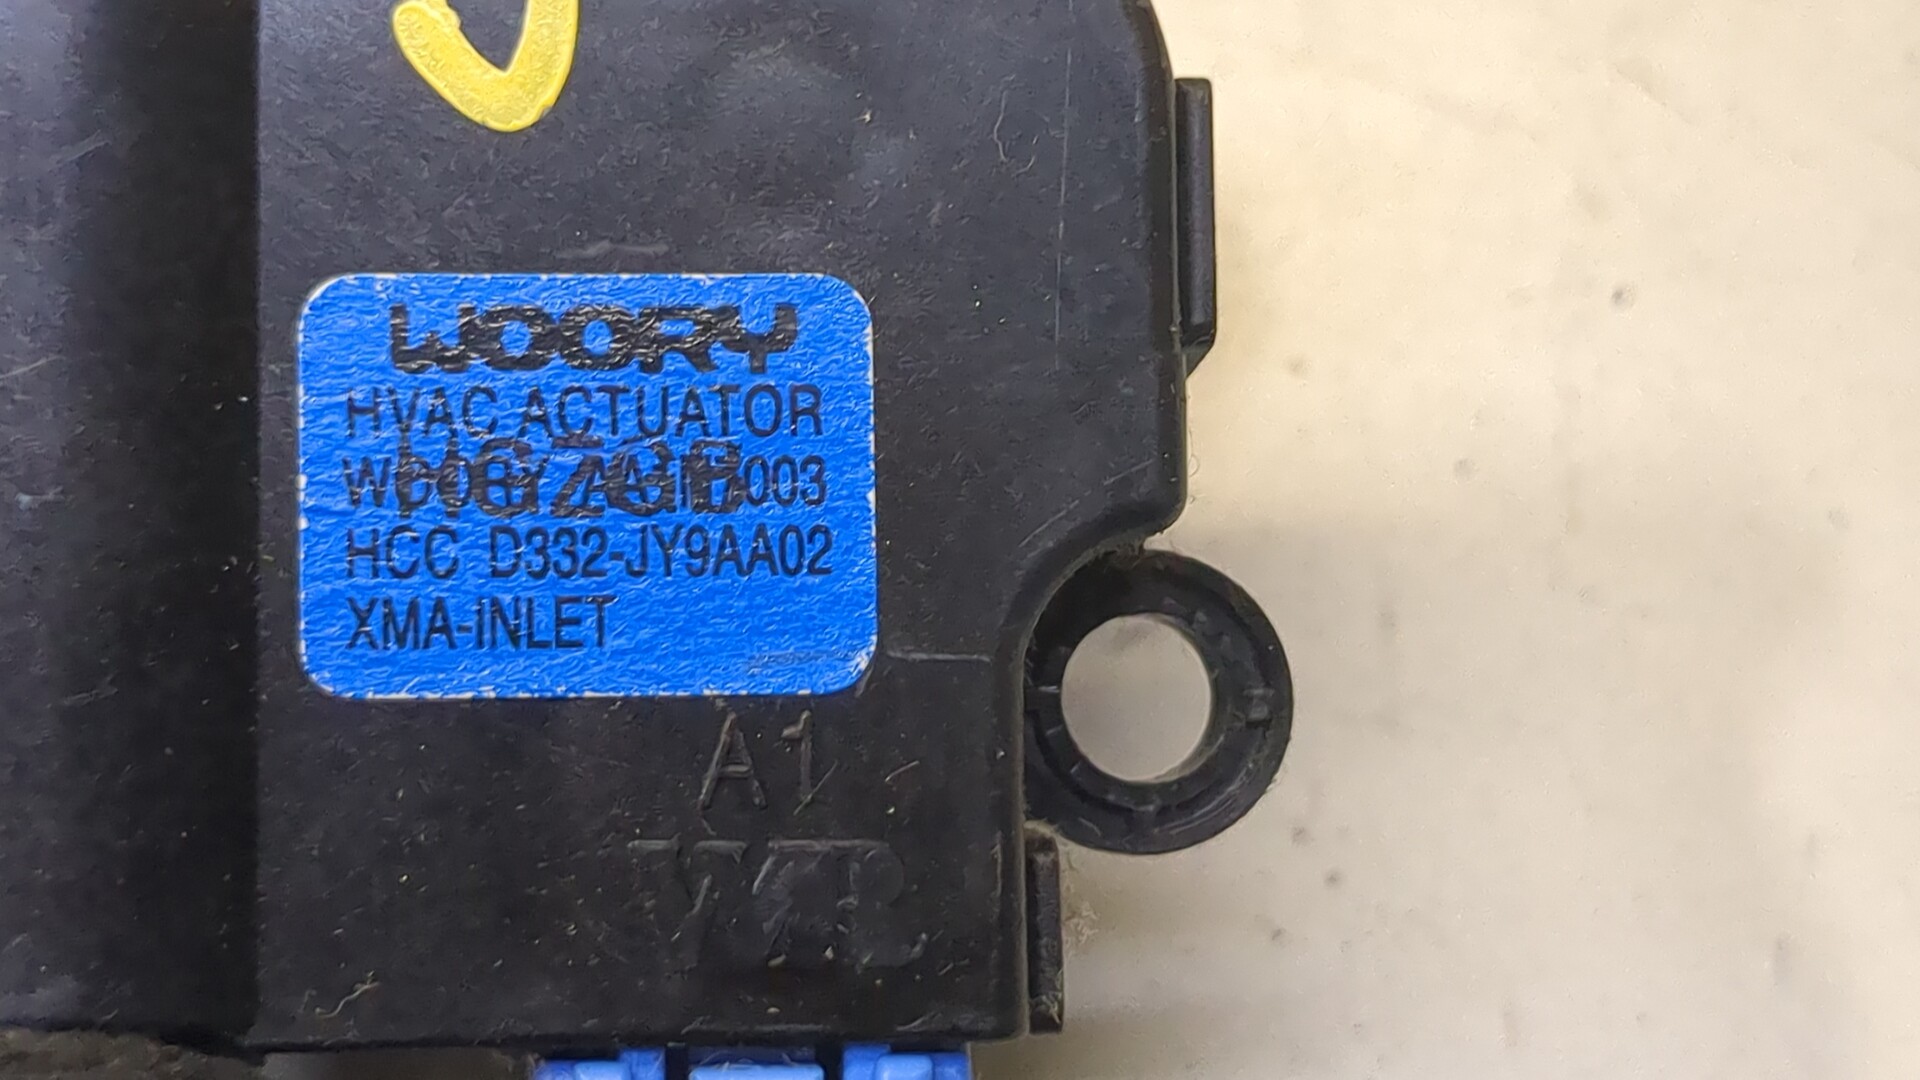 WOORY
HVAC ACTUATOR
HCC D332-JY9AA02
XMA-INLET
A1